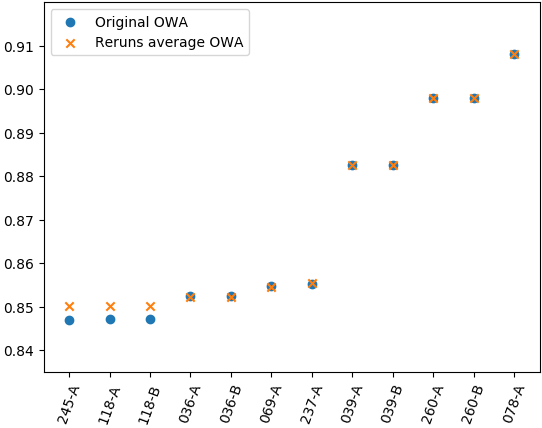 Original OWA
Reruns average OWA
0.91
0.90
0.89
0.88
0.87
0.86
0.85
0.84
245-A
118-A
118-B
036-A
036-B
069-A
237-A
039-A
039-B
260-A
260-B
078-A